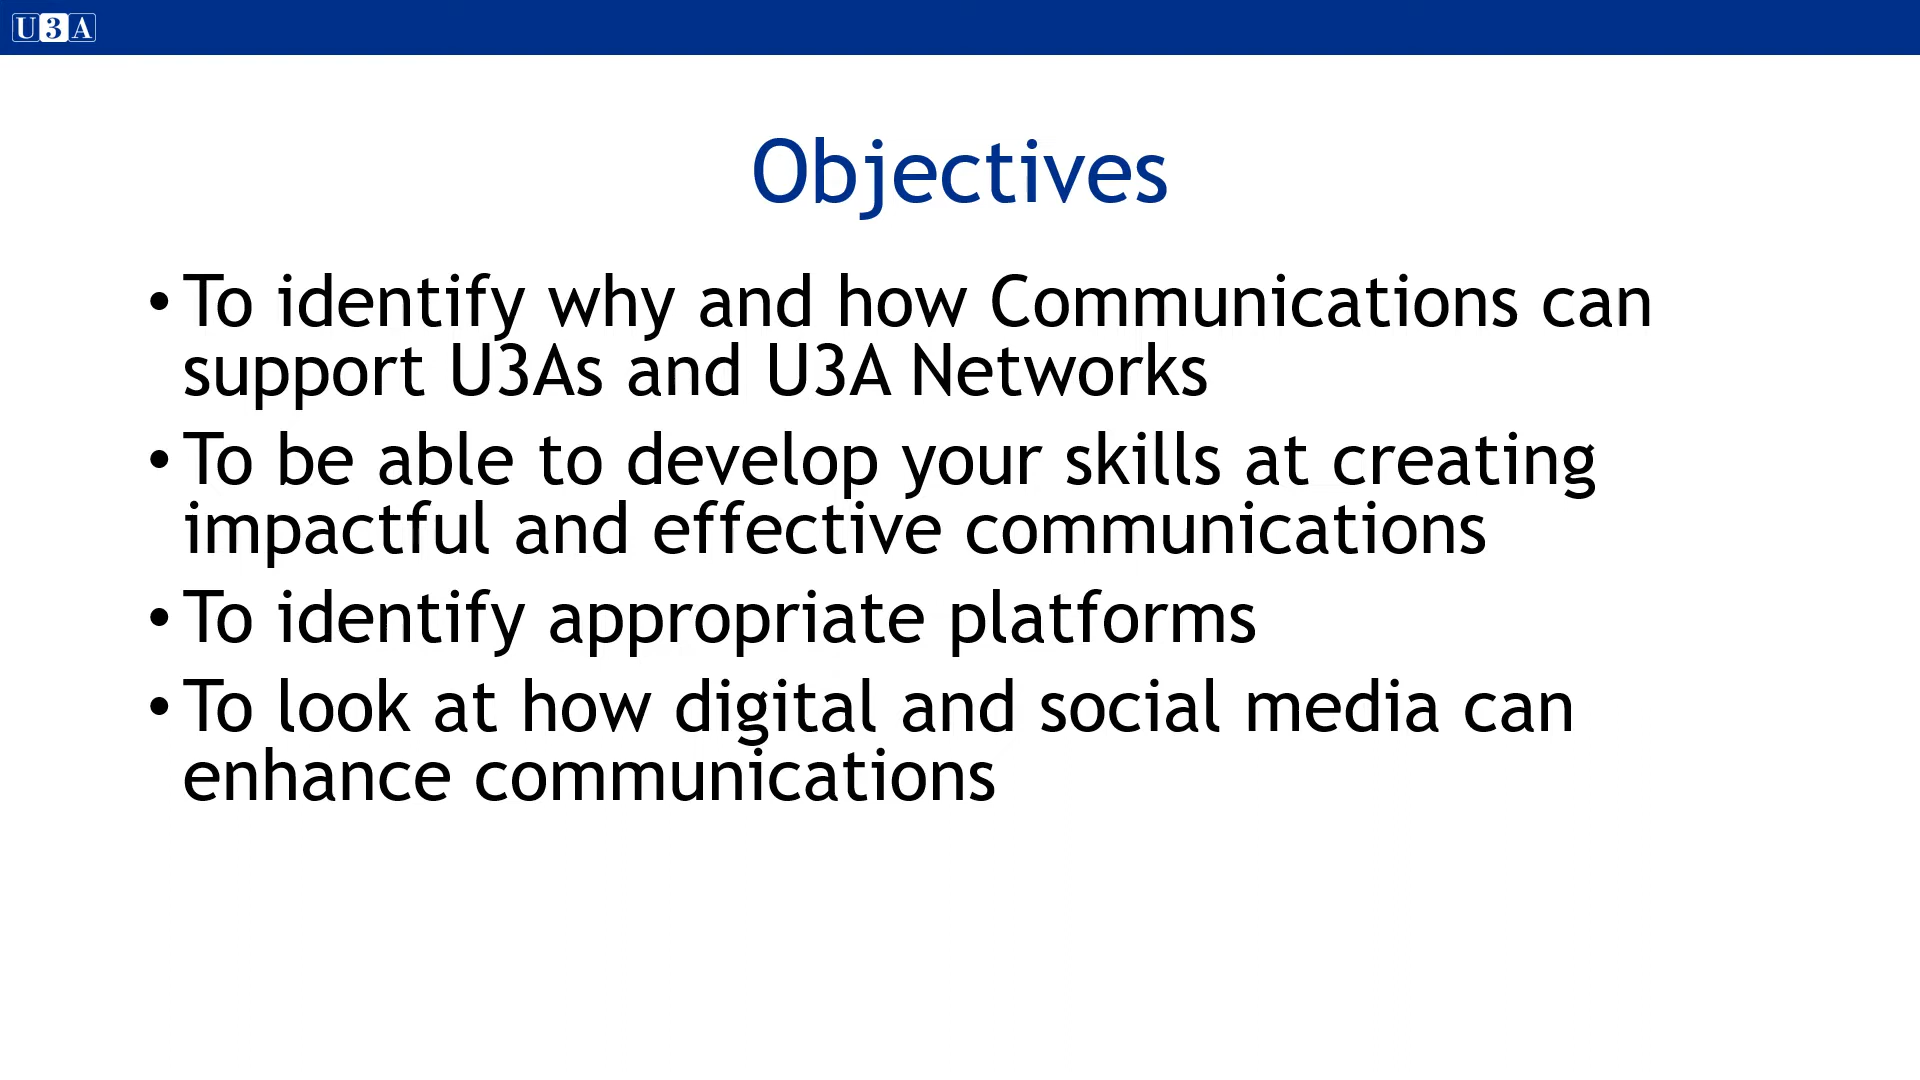 U3A
Objectives
• To identify why and how Communications can
support U3As and U3A Networks
• To be able to develop your skills at creating
impactful and effective communications
• To identify appropriate platforms
• To look at how digital and social media can
enhance communications